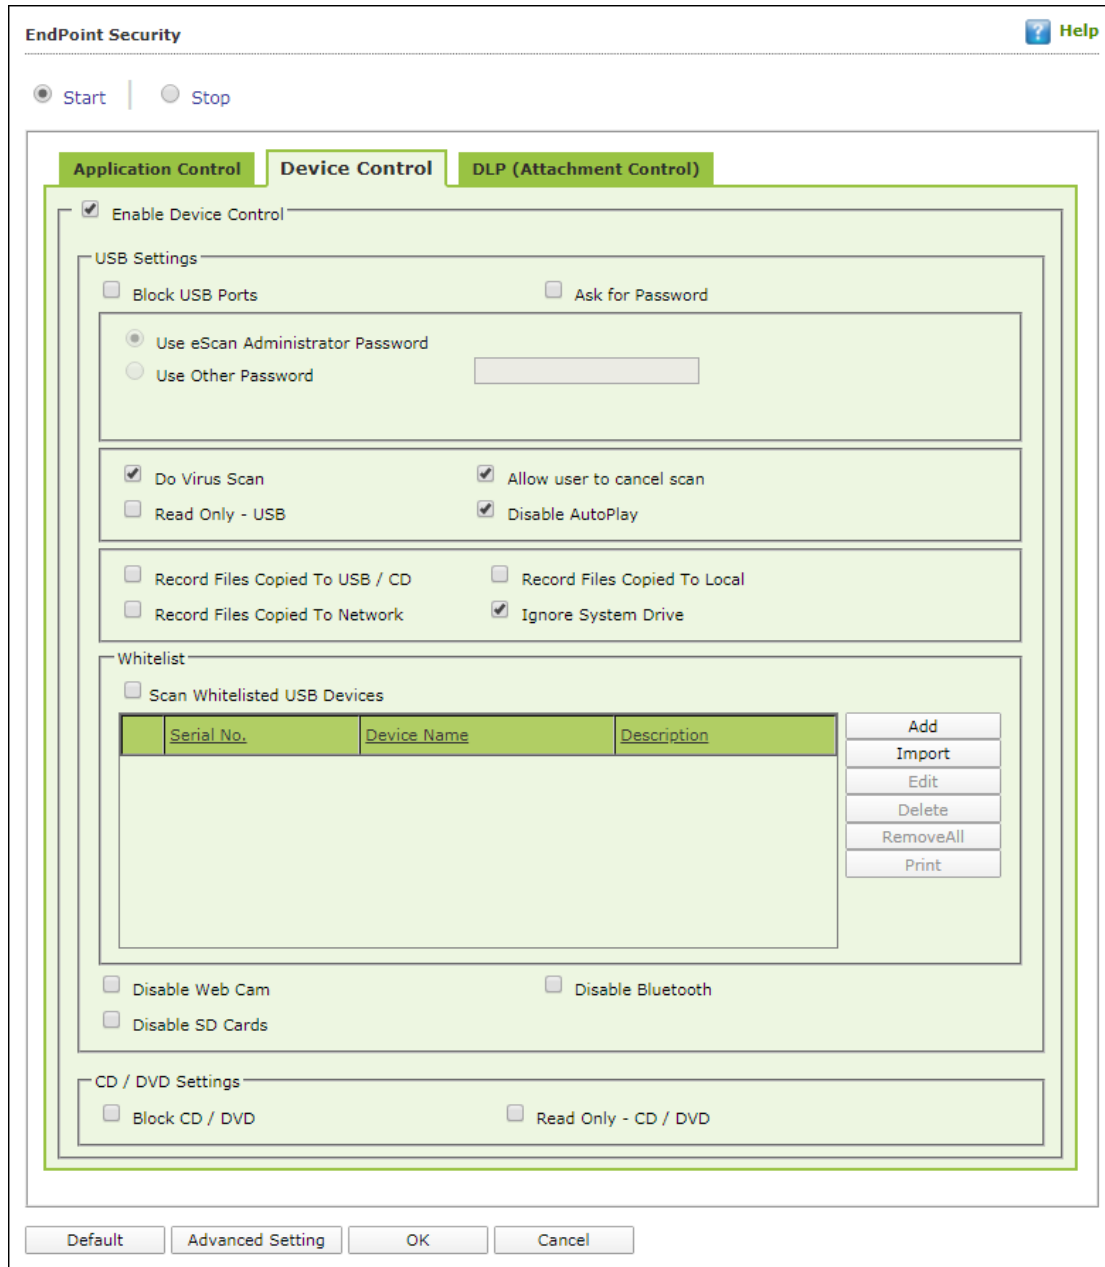 EndPoint Security
? Help
Start Stop
Application Control Device Control DLP (Attachment Control)
Enable Device Control
USB Settings
Block USB Ports Ask for Password
Use eScan Administrator Password
Use Other Password
Do Virus Scan Allow user to cancel scan
Read Only - USB Disable AutoPlay
Record Files Copied To USB / CD Record Files Copied To Local
Record Files Copied To Network Ignore System Drive
Whitelist
Scan Whitelisted USB Devices
Serial No. Device Name Description
Add
Import
Edit
Delete
RemoveAll
Print
Disable Web Cam Disable Bluetooth
Disable SD Cards
CD / DVD Settings
Block CD / DVD Read Only - CD / DVD
Default Advanced Setting OK Cancel